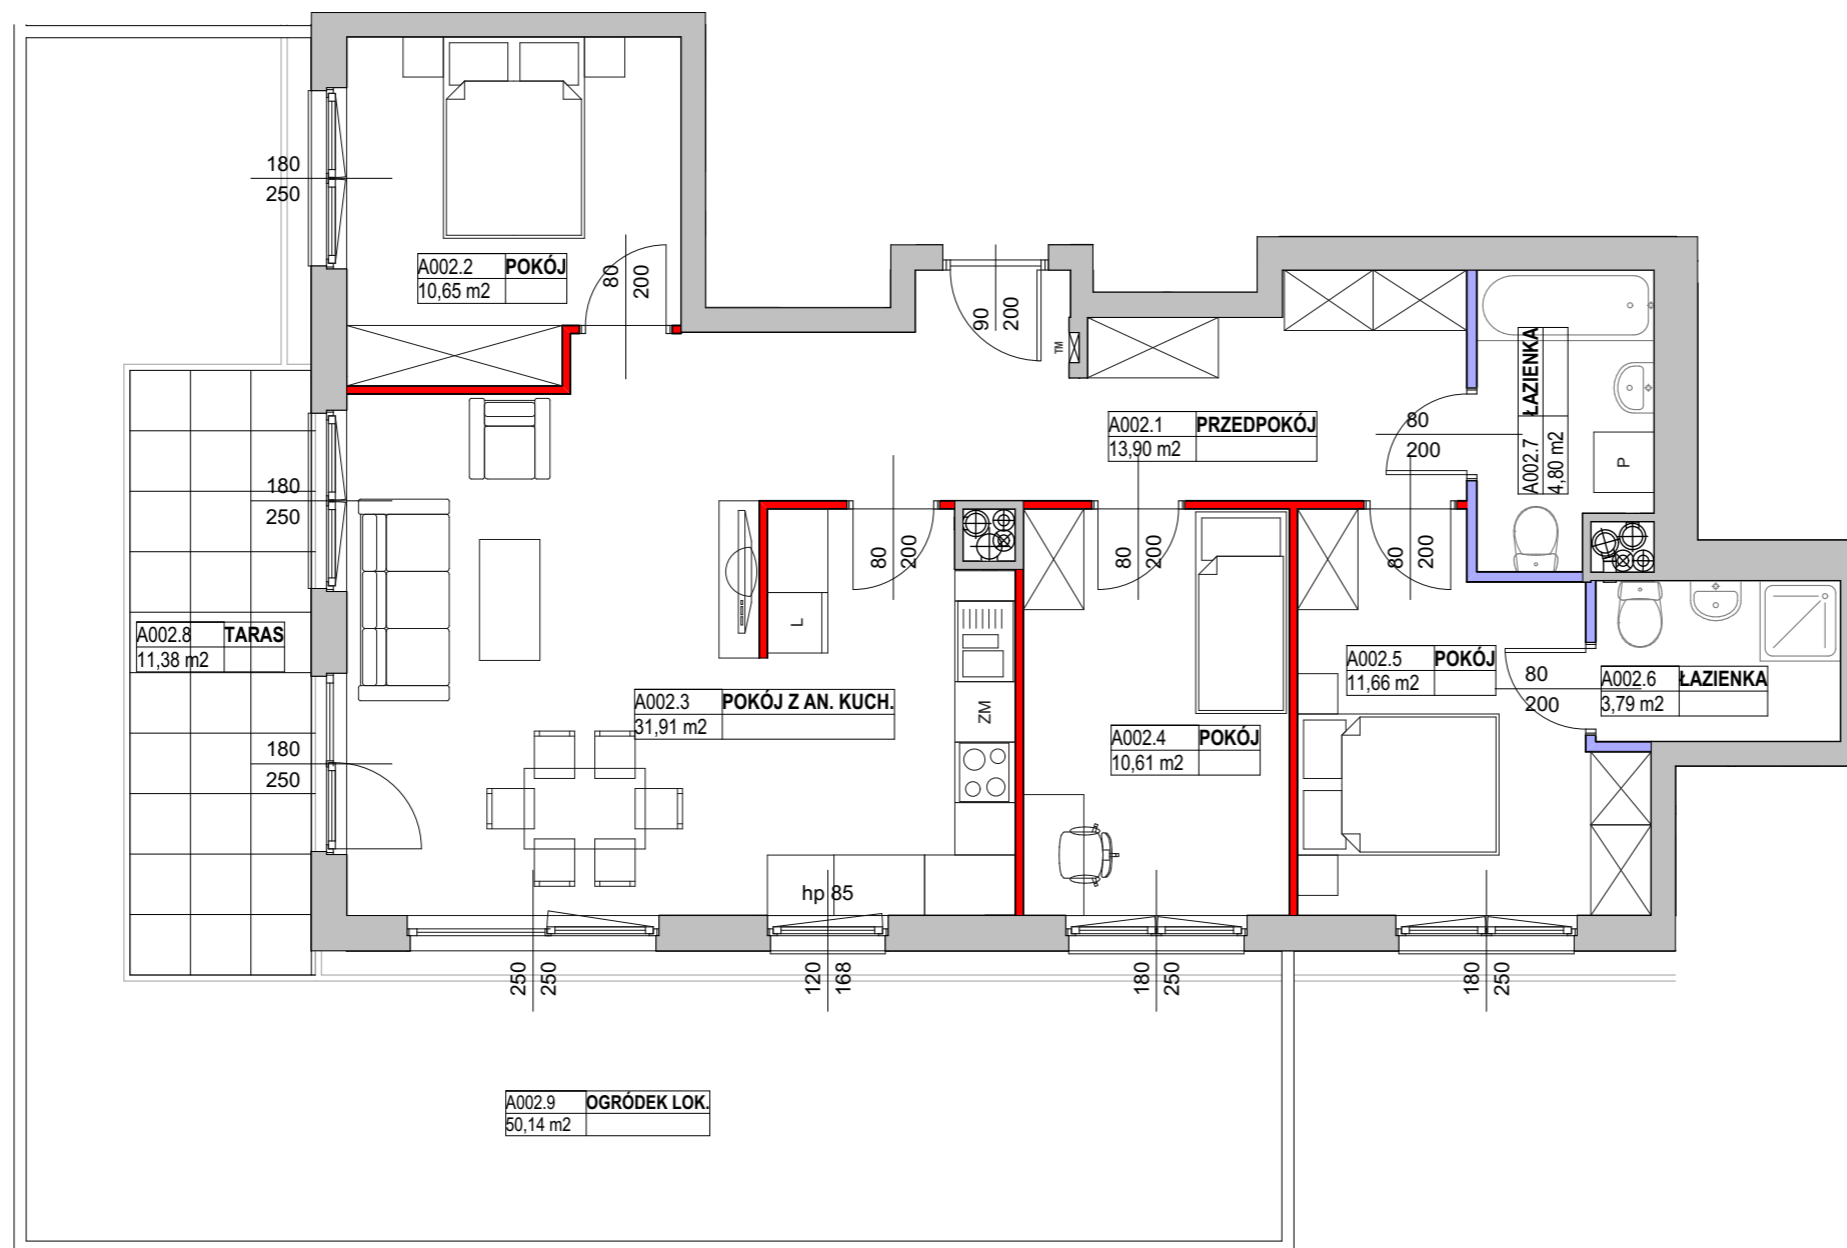 180
250
A002.2 POKÓJ
10,65 m2
80
200
90
200
TM
A002.1 PRZEDPOKÓJ
13,90 m2
80
200
A002.7 ŁAZIENKA
4,80 m2
P
180
250
80
200
80
200
80
200
L
A002.8 TARAS
11,38 m2
A002.3 POKÓJ Z AN. KUCH.
31,91 m2
ZM
A002.4 POKÓJ
10,61 m2
A002.5 POKÓJ
11,66 m2
80
200
A002.6 ŁAZIENKA
3,79 m2
180
250
hp 85
250
250
120
168
180
250
180
250
A002.9 OGRÓDEK LOK.
50,14 m2